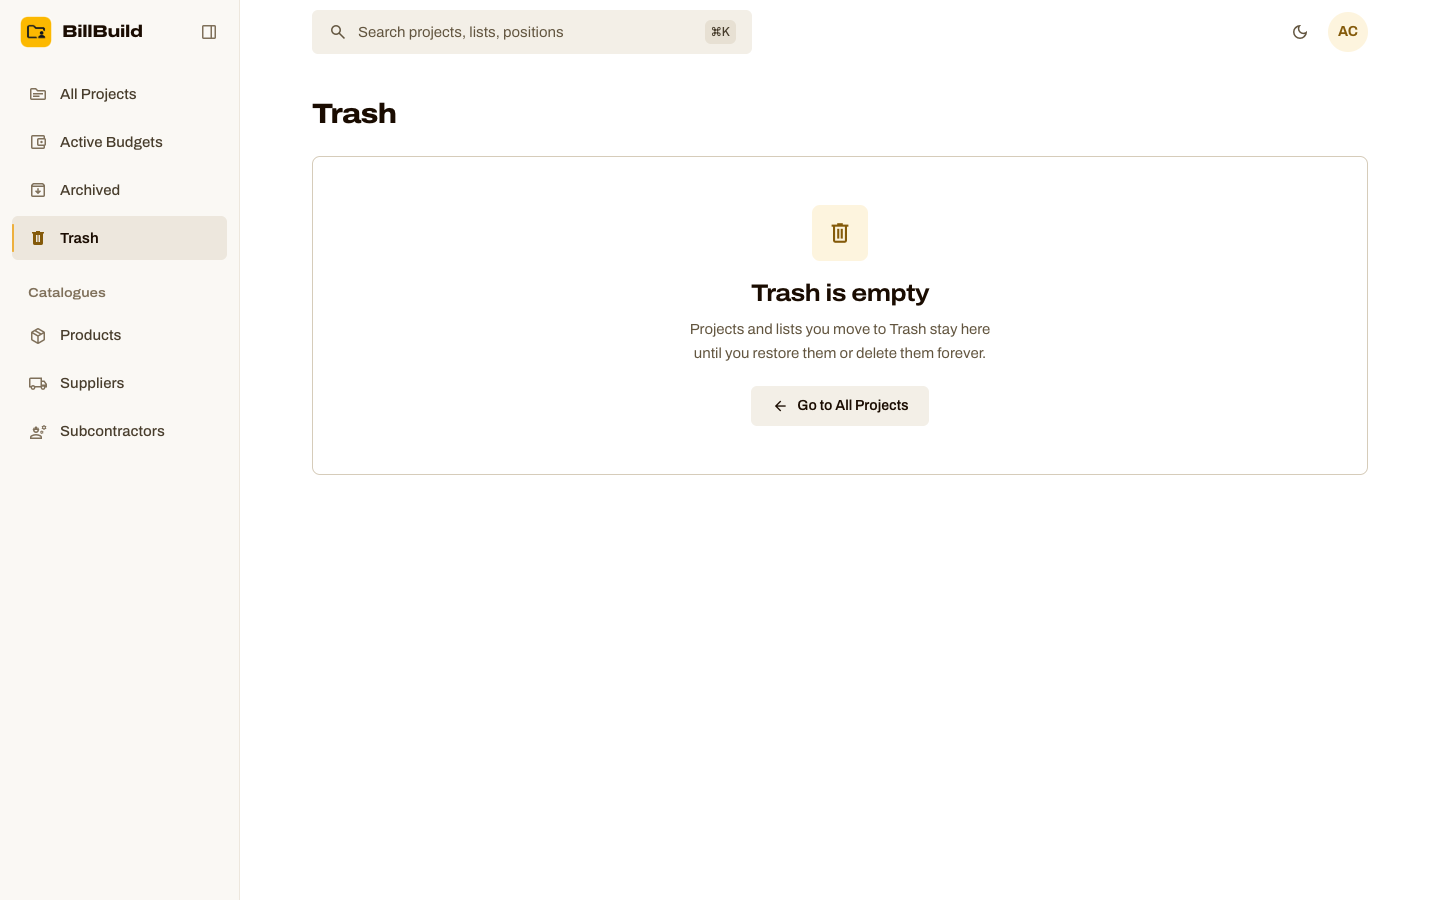 BillBuild
Search projects, lists, positions
⌘K
AC
All Projects
Active Budgets
Archived
Trash
Catalogues
Products
Suppliers
Subcontractors
Trash
Trash is empty
Projects and lists you move to Trash stay here
until you restore them or delete them forever.
Go to All Projects